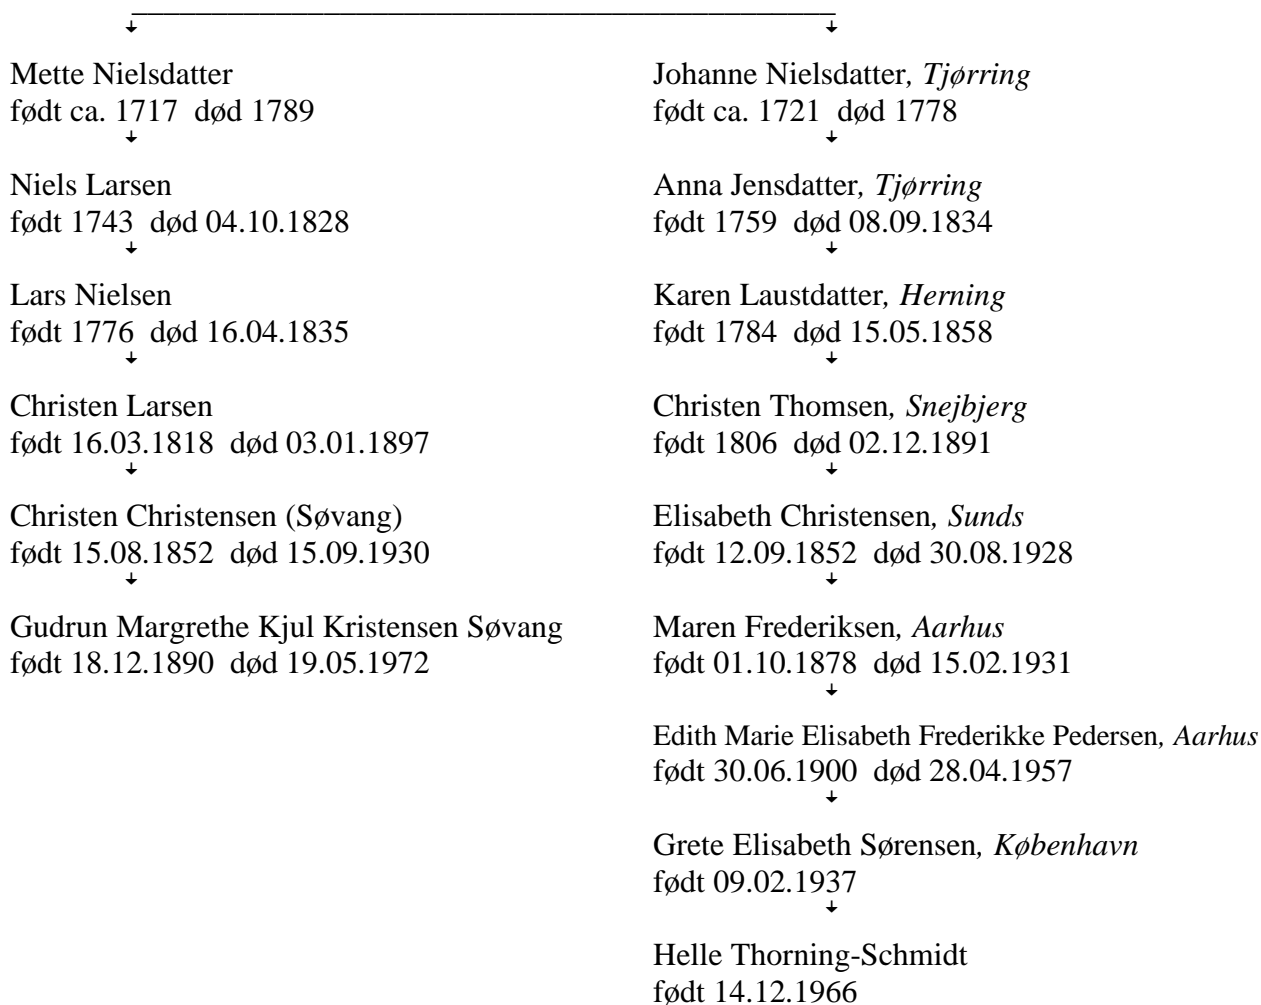 Mette Nielsdatter
født ca. 1717  død 1789
Niels Larsen
født 1743  død 04.10.1828
Lars Nielsen
født 1776  død 16.04.1835
Christen Larsen
født 16.03.1818  død 03.01.1897
Christen Christensen (Søvang)
født 15.08.1852  død 15.09.1930
Gudrun Margrethe Kjul Kristensen Søvang
født 18.12.1890  død 19.05.1972
Johanne Nielsdatter, Tjørring
født ca. 1721  død 1778
Anna Jensdatter, Tjørring
født 1759  død 08.09.1834
Karen Laustdatter, Herning
født 1784  død 15.05.1858
Christen Thomsen, Snejbjerg
født 1806  død 02.12.1891
Elisabeth Christensen, Sunds
født 12.09.1852  død 30.08.1928
Maren Frederiksen, Aarhus
født 01.10.1878  død 15.02.1931
Edith Marie Elisabeth Frederikke Pedersen, Aarhus
født 30.06.1900  død 28.04.1957
Grete Elisabeth Sørensen, København
født 09.02.1937
Helle Thorning-Schmidt
født 14.12.1966